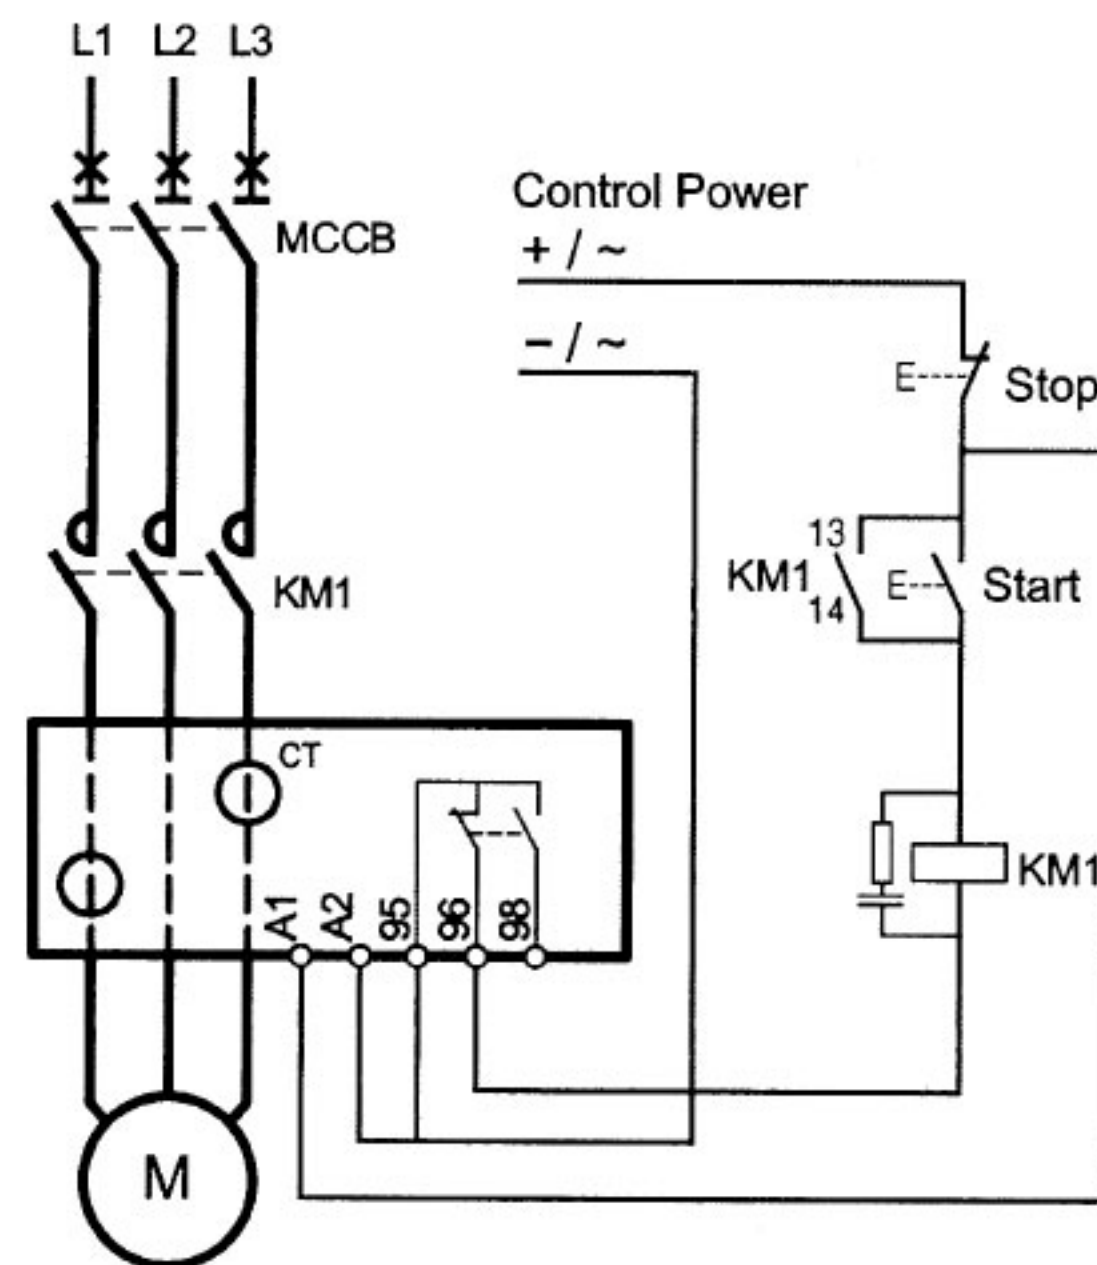 L1 L2 L3
MCCB
Control Power
+ / ~
− / ~
E Stop
13
KM1
14
E Start
KM1
KM1
CT
A1 A2 95 96 98
M